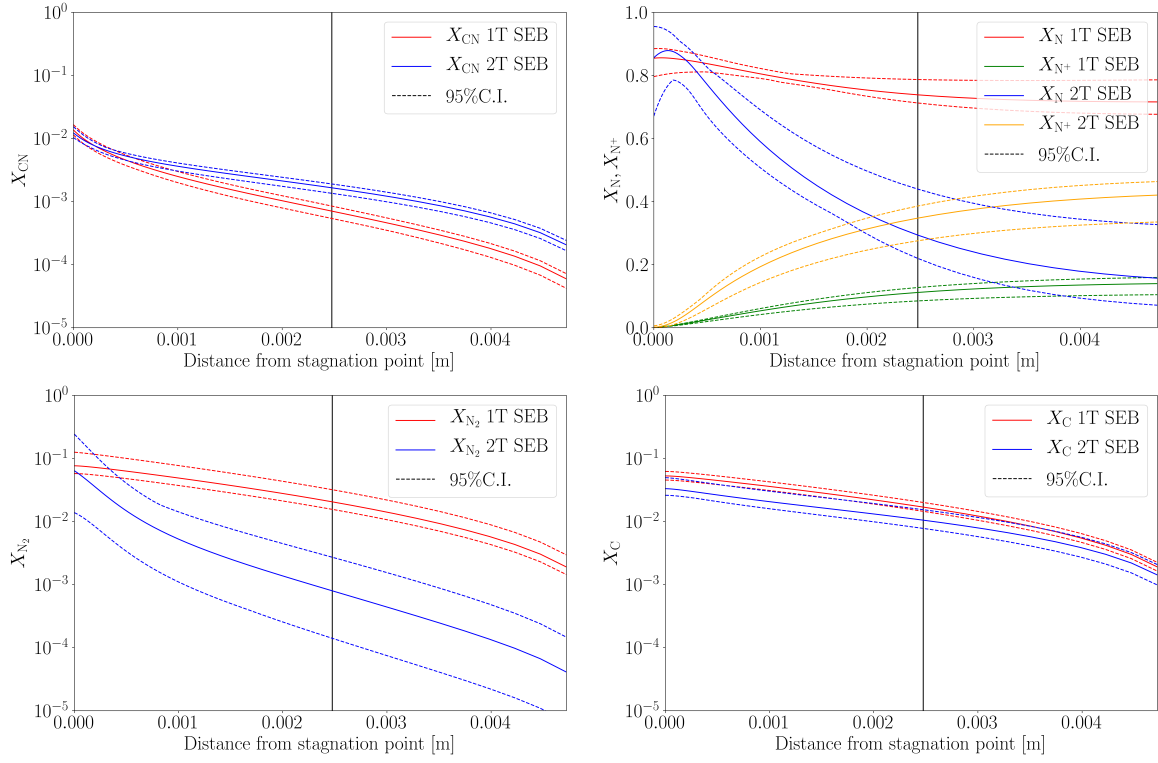 10⁰
10⁻¹
10⁻²
10⁻³
10⁻⁴
10⁻⁵
X_CN
X_CN 1T SEB
X_CN 2T SEB
95%C.I.
0.000 0.001 0.002 0.003 0.004
Distance from stagnation point [m]
1.0
0.8
0.6
0.4
0.2
0.0
X_N, X_N⁺
X_N 1T SEB
X_N⁺ 1T SEB
X_N 2T SEB
X_N⁺ 2T SEB
95%C.I.
0.000 0.001 0.002 0.003 0.004
Distance from stagnation point [m]
10⁰
10⁻¹
10⁻²
10⁻³
10⁻⁴
10⁻⁵
X_N₂
X_N₂ 1T SEB
X_N₂ 2T SEB
95%C.I.
0.000 0.001 0.002 0.003 0.004
Distance from stagnation point [m]
10⁰
10⁻¹
10⁻²
10⁻³
10⁻⁴
10⁻⁵
X_C
X_C 1T SEB
X_C 2T SEB
95%C.I.
0.000 0.001 0.002 0.003 0.004
Distance from stagnation point [m]